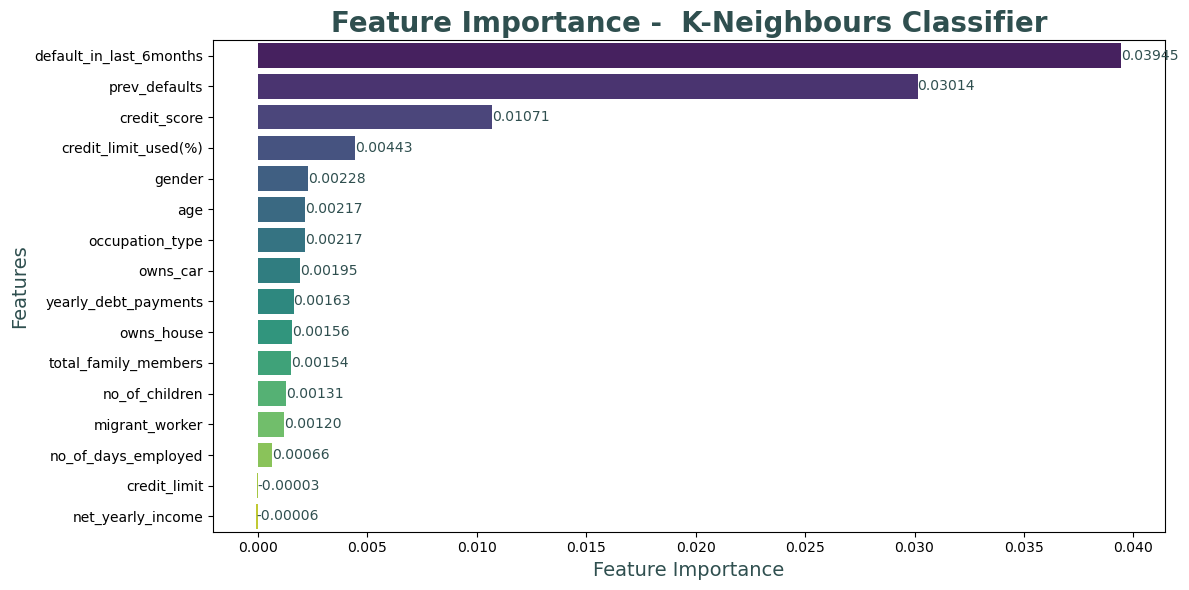 Feature Importance -  K-Neighbours Classifier
Features
default_in_last_6months 0.03945
prev_defaults 0.03014
credit_score 0.01071
credit_limit_used(%) 0.00443
gender 0.00228
age 0.00217
occupation_type 0.00217
owns_car 0.00195
yearly_debt_payments 0.00163
owns_house 0.00156
total_family_members 0.00154
no_of_children 0.00131
migrant_worker 0.00120
no_of_days_employed 0.00066
credit_limit -0.00003
net_yearly_income -0.00006
0.000 0.005 0.010 0.015 0.020 0.025 0.030 0.035 0.040
Feature Importance